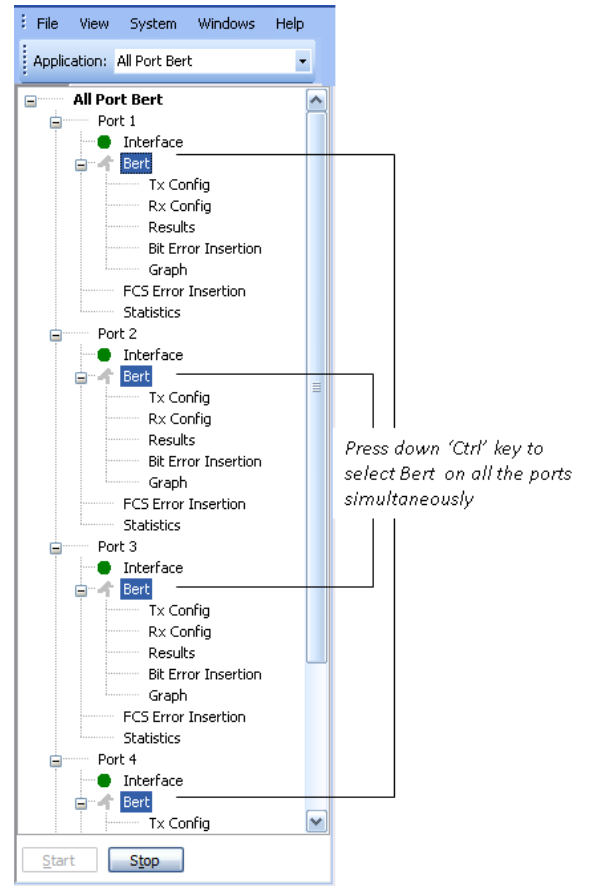 File View System Windows Help
Application: All Port Bert
All Port Bert
Port 1
Interface
Bert
Tx Config
Rx Config
Results
Bit Error Insertion
Graph
FCS Error Insertion
Statistics
Port 2
Interface
Bert
Tx Config
Rx Config
Results
Bit Error Insertion
Graph
FCS Error Insertion
Statistics
Port 3
Interface
Bert
Tx Config
Rx Config
Results
Bit Error Insertion
Graph
FCS Error Insertion
Statistics
Port 4
Interface
Bert
Tx Config
Press down ‘Ctrl’ key to
select Bert on all the ports
simultaneously
Start Stop